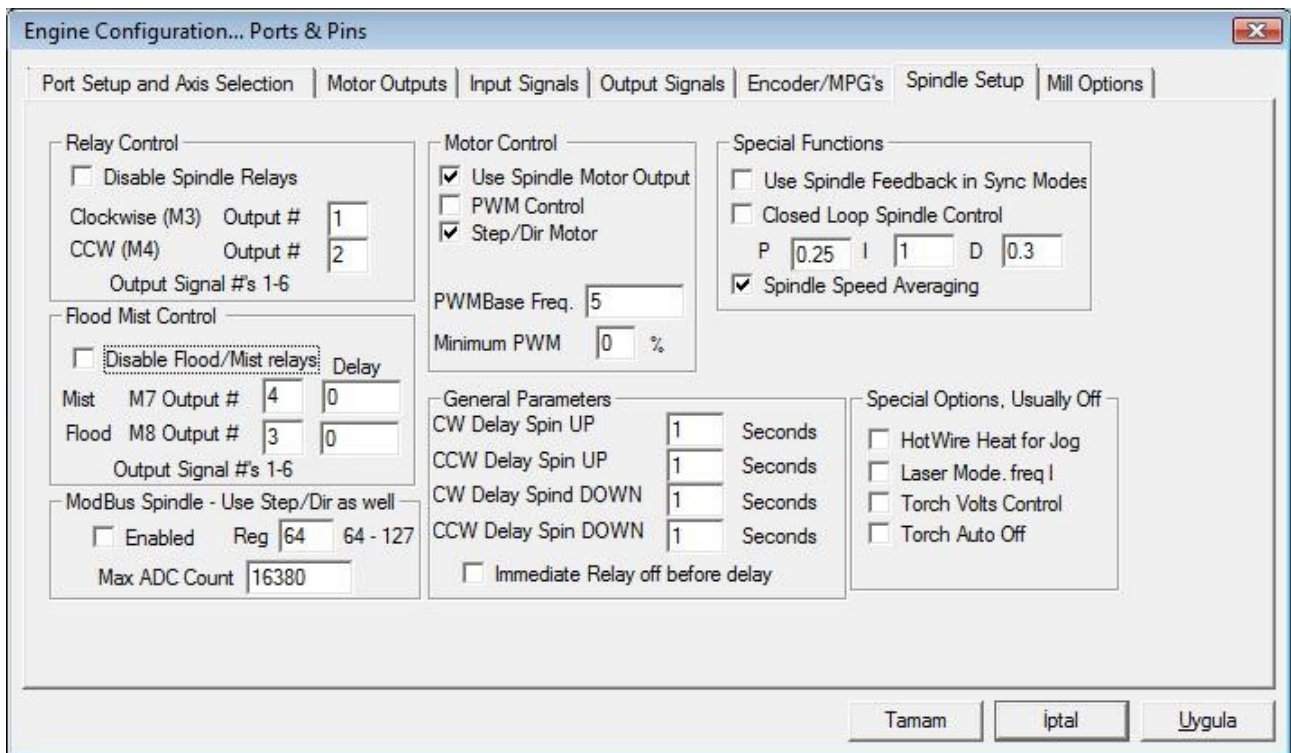 Engine Configuration... Ports & Pins
Port Setup and Axis Selection
Motor Outputs
Input Signals
Output Signals
Encoder/MPG's
Spindle Setup
Mill Options
Relay Control
Disable Spindle Relays
Clockwise (M3) Output # 1
CCW (M4) Output # 2
Output Signal #'s 1-6
Flood Mist Control
Disable Flood/Mist relays Delay
Mist M7 Output # 4 0
Flood M8 Output # 3 0
Output Signal #'s 1-6
ModBus Spindle - Use Step/Dir as well
Enabled Reg 64 64 - 127
Max ADC Count 16380
Motor Control
Use Spindle Motor Output
PWM Control
Step/Dir Motor
PWMBase Freq. 5
Minimum PWM 0 %
General Parameters
CW Delay Spin UP 1 Seconds
CCW Delay Spin UP 1 Seconds
CW Delay Spind DOWN 1 Seconds
CCW Delay Spin DOWN 1 Seconds
Immediate Relay off before delay
Special Functions
Use Spindle Feedback in Sync Modes
Closed Loop Spindle Control
P 0.25 I 1 D 0.3
Spindle Speed Averaging
Special Options, Usually Off
HotWire Heat for Jog
Laser Mode. freq I
Torch Volts Control
Torch Auto Off
Tamam
İptal
Uygula